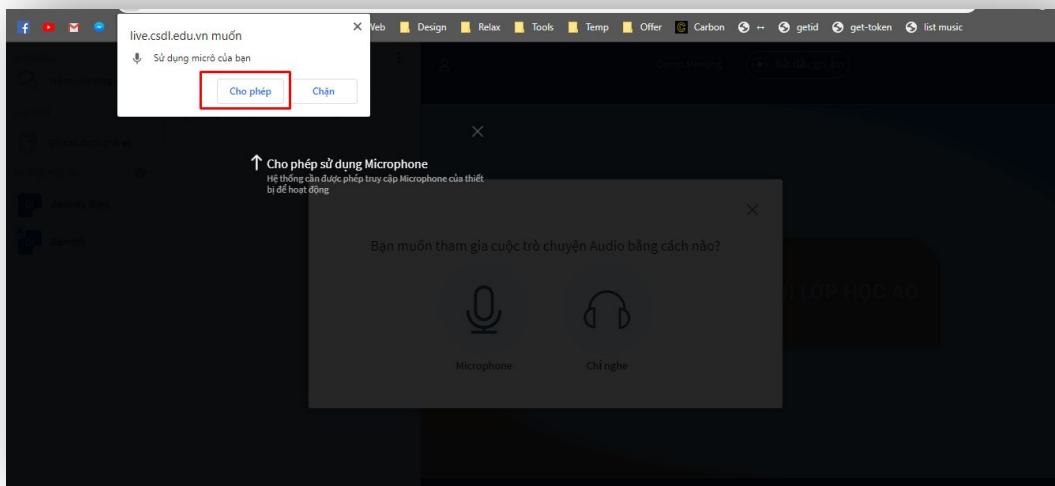 live.csdl.edu.vn muốn
Sử dụng micrô của bạn
Cho phép
Chặn
Web
Design
Relax
Tools
Temp
Offer
Carbon
getid
get-token
list music
Cho phép sử dụng Microphone
Hệ thống cần được phép truy cập Microphone của thiết
bị để hoạt động
Bạn muốn tham gia cuộc trò chuyện Audio bằng cách nào?
Microphone
Chỉ nghe
LỚP HỌC ẢO